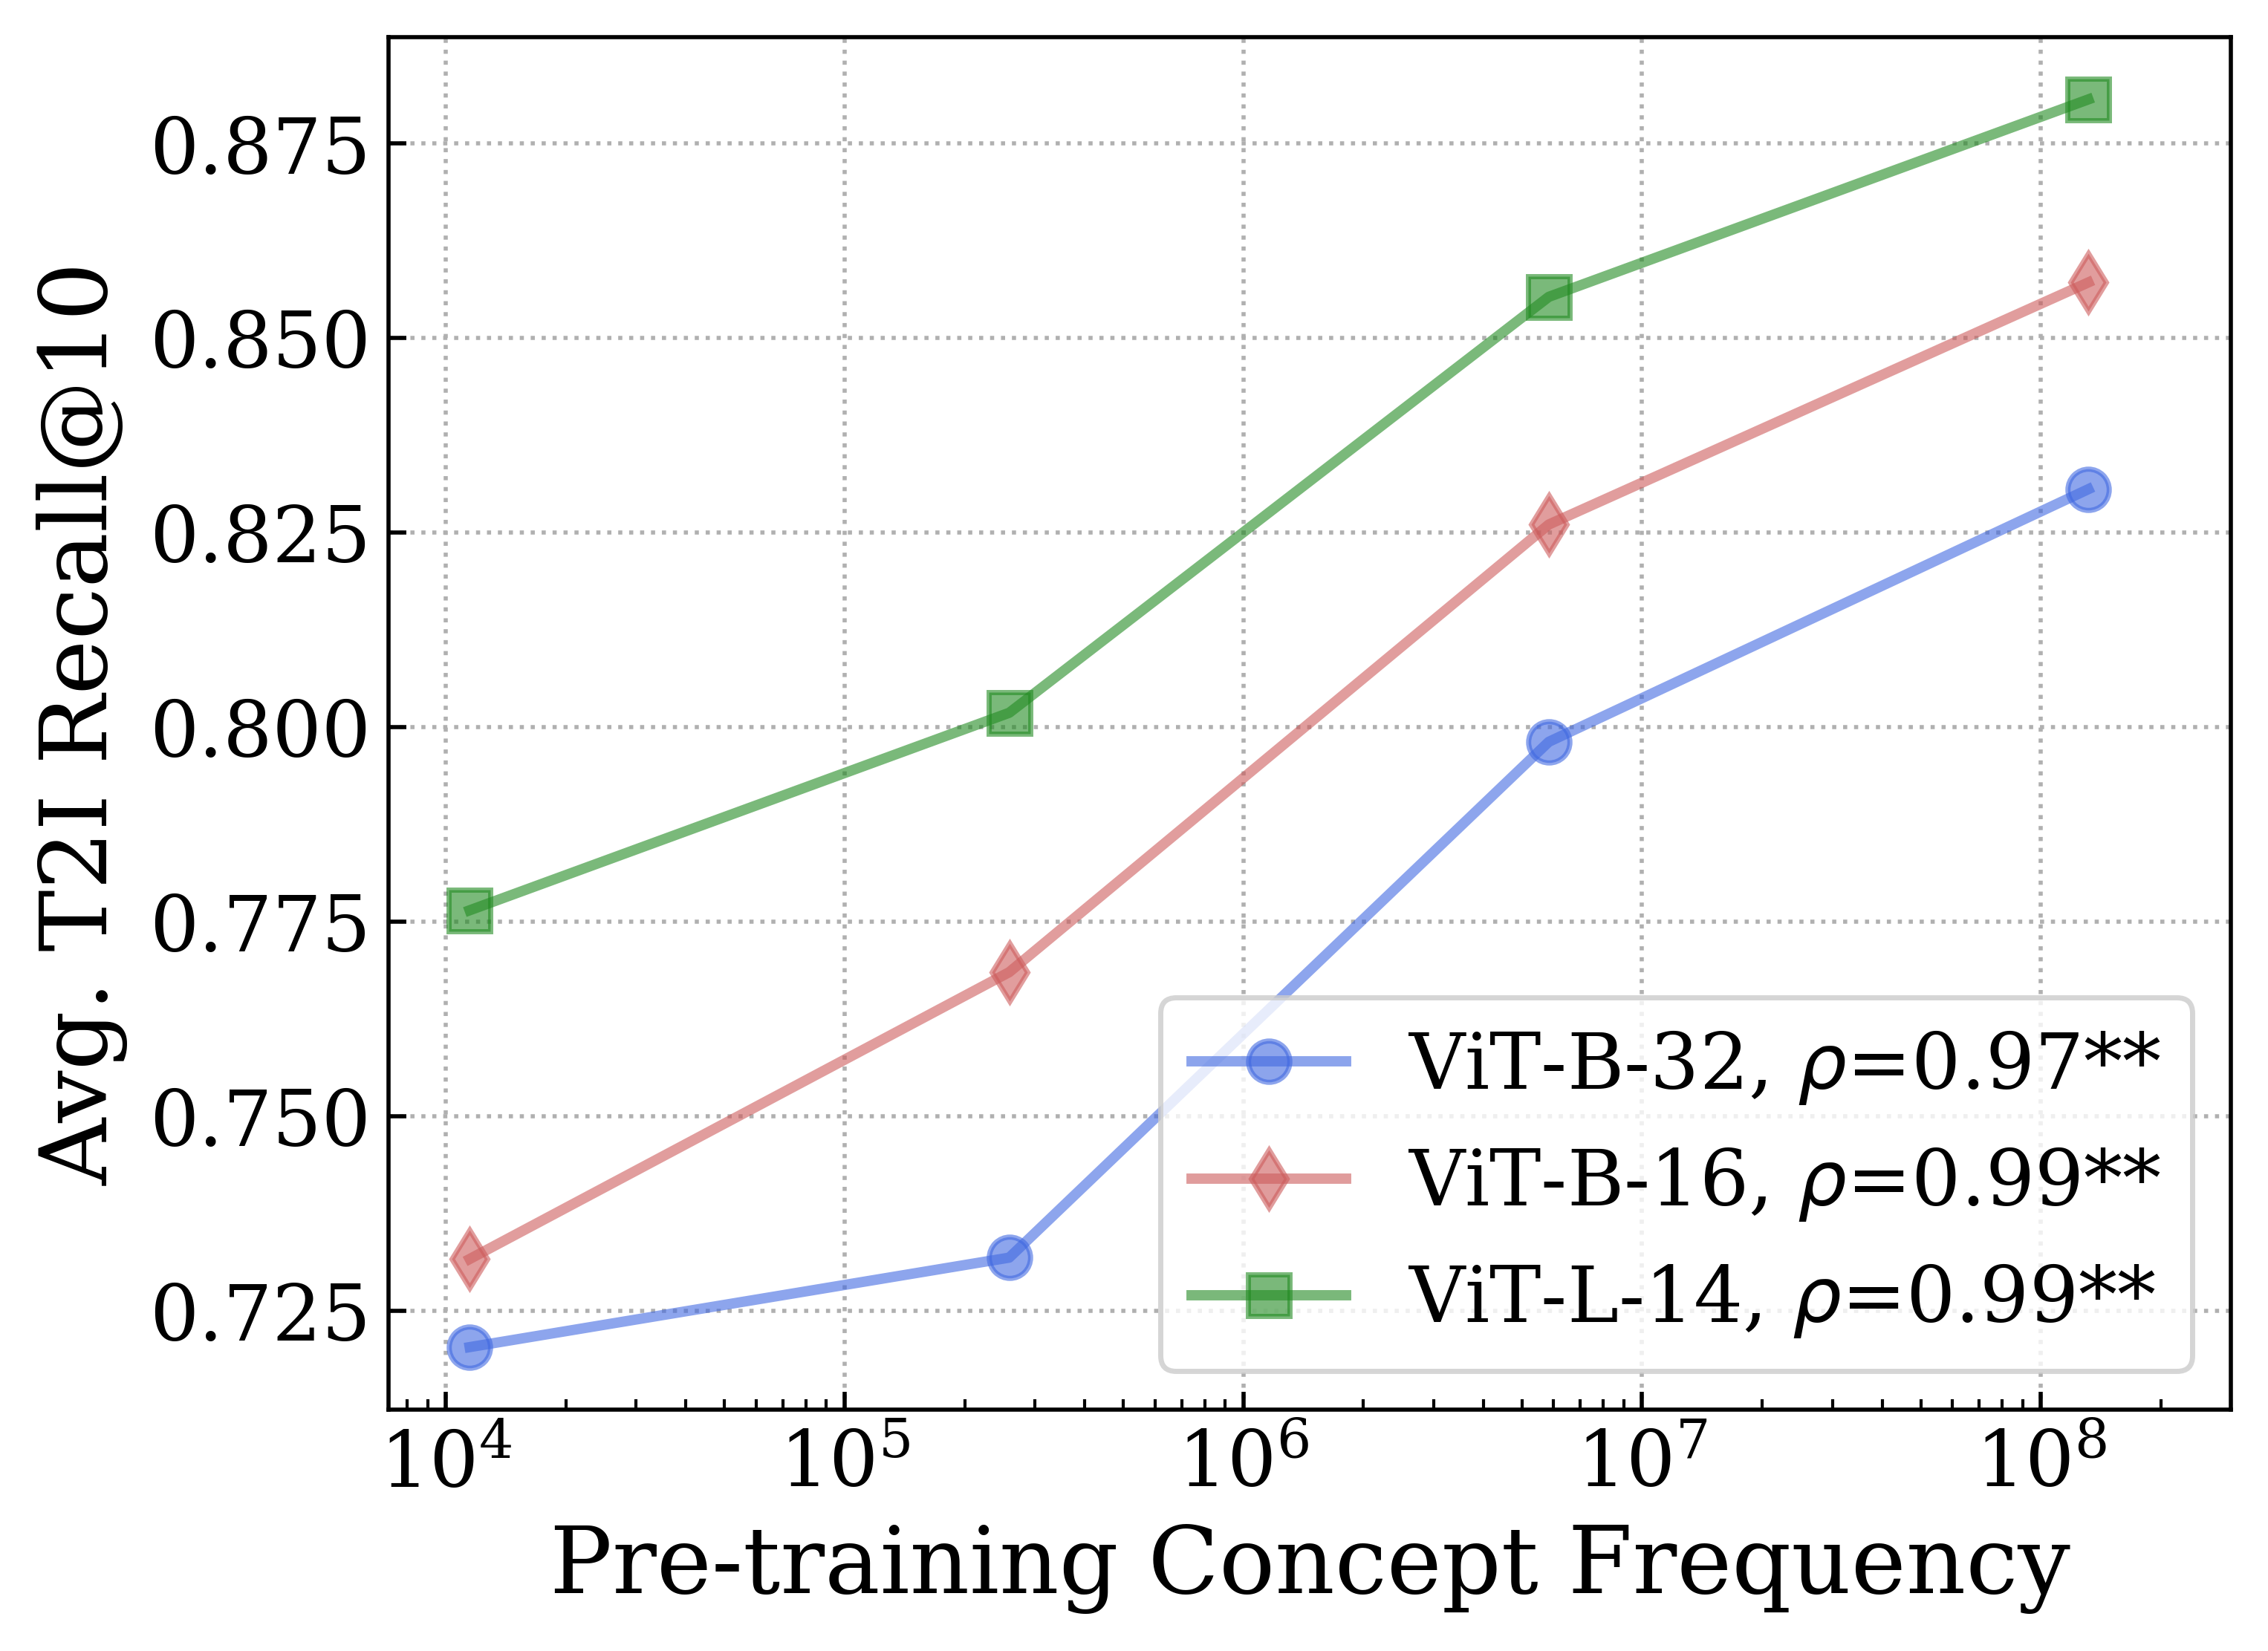 Avg. T2I Recall@10
0.875
0.850
0.825
0.800
0.775
0.750
0.725
ViT-B-32, ρ=0.97**
ViT-B-16, ρ=0.99**
ViT-L-14, ρ=0.99**
10⁴ 10⁵ 10⁶ 10⁷ 10⁸
Pre-training Concept Frequency